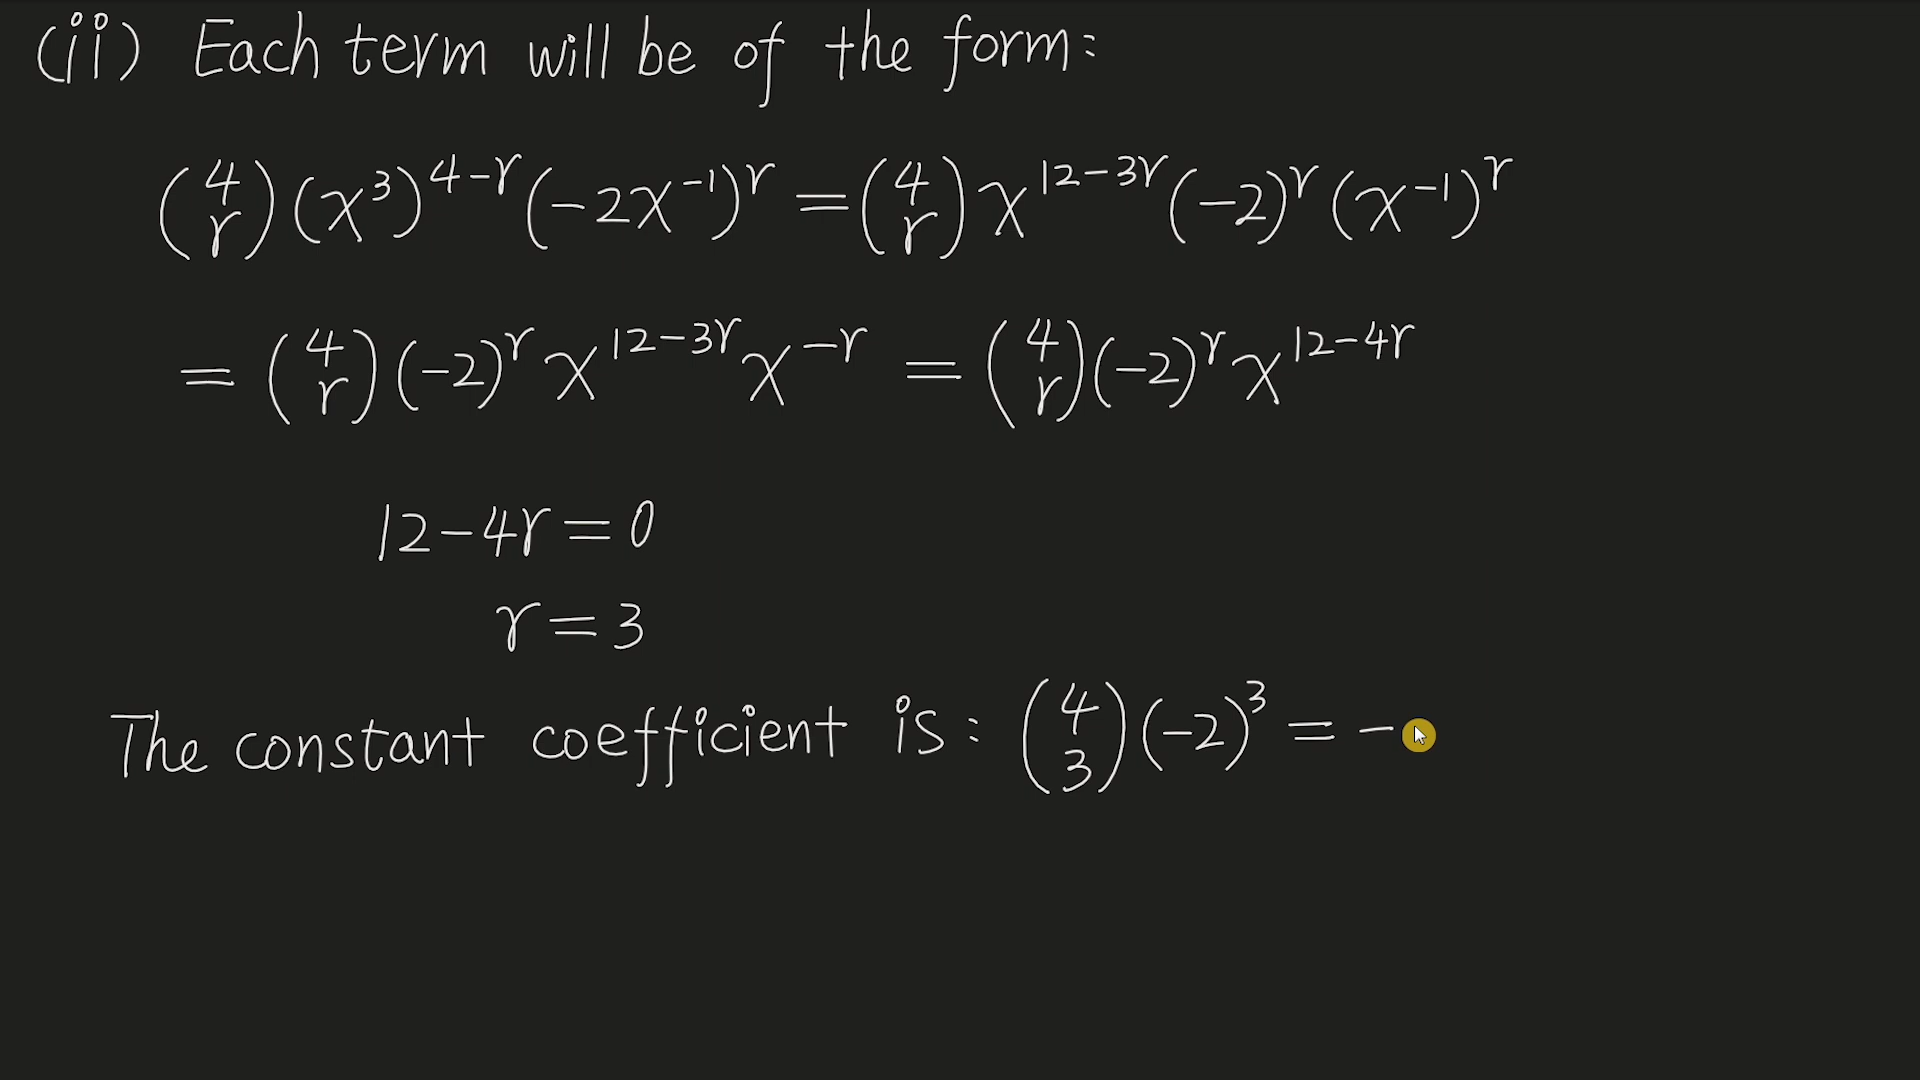 (ii) Each term will be of the form:
(4 r)(x³)^(4-r)(-2x⁻¹)^r = (4 r)x^(12-3r)(-2)^r(x⁻¹)^r
= (4 r)(-2)^r x^(12-3r) x^(-r) = (4 r)(-2)^r x^(12-4r)
12-4r=0
r=3
The constant coefficient is: (4 3)(-2)³ = -